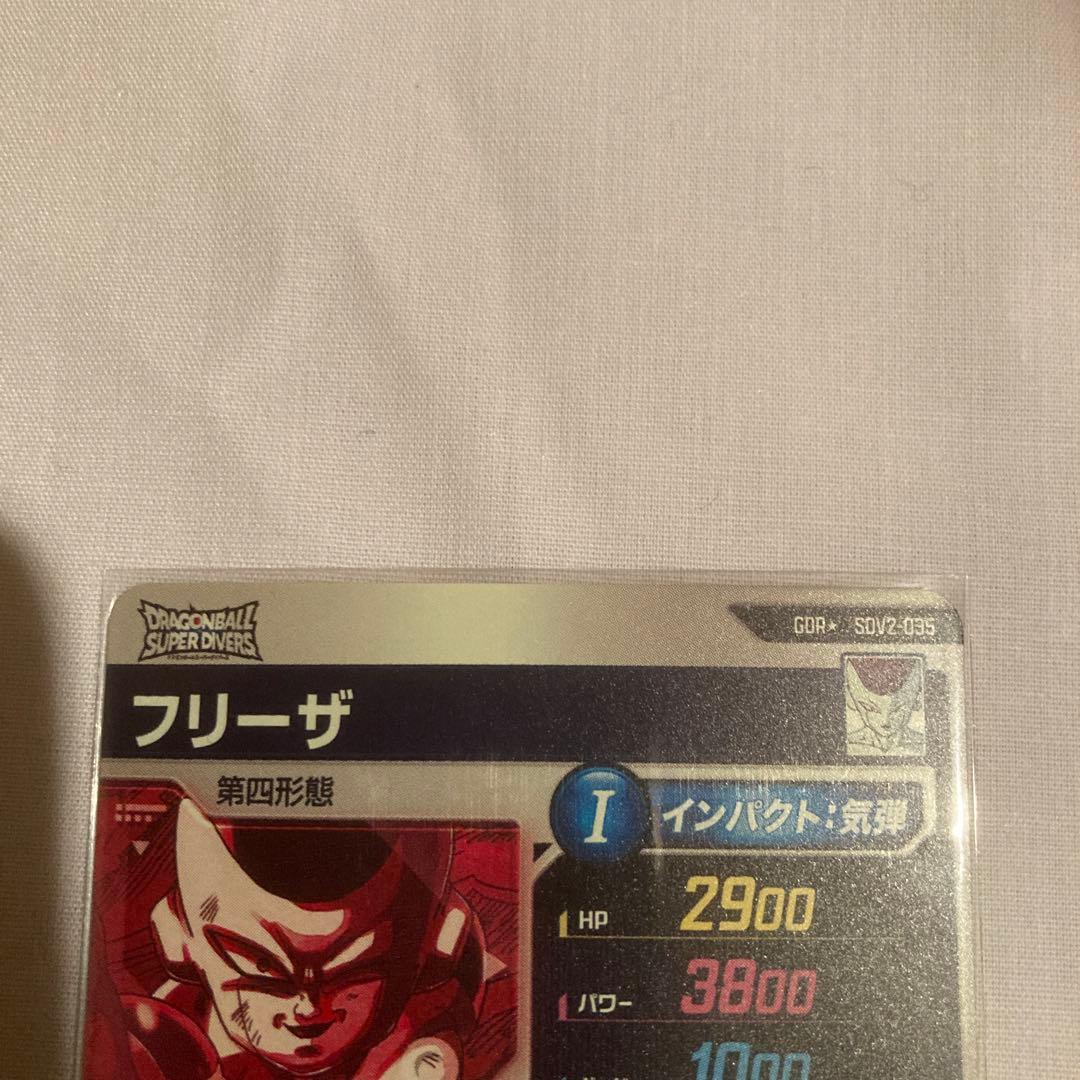 DRAGONBALL
SUPER DIVERS
GDR★ SDV2-035
フリーザ
第四形態
I インパクト:気弾
HP 2900
パワー 3800
1000